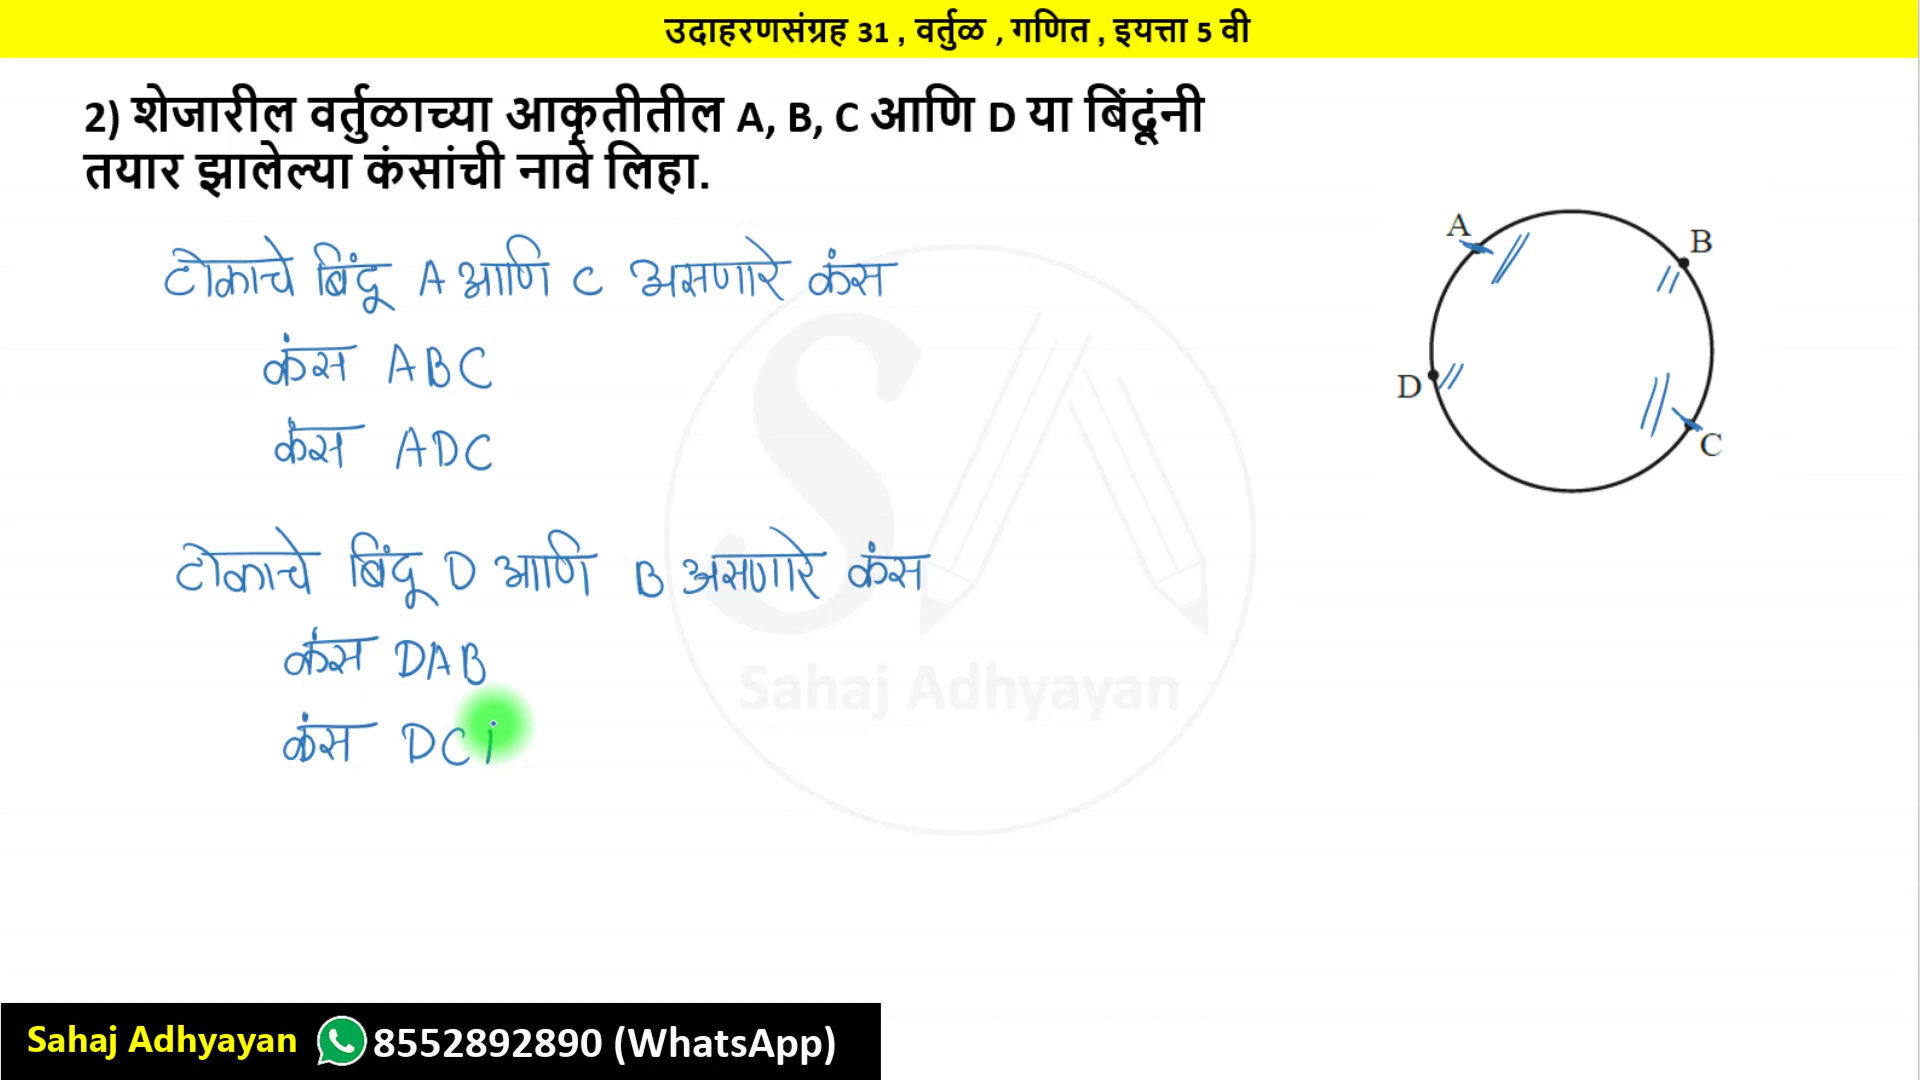 उदाहरणसंग्रह 31 , वर्तुळ , गणित , इयत्ता 5 वी
2) शेजारील वर्तुळाच्या आकृतीतील A, B, C आणि D या बिंदूंनी
तयार झालेल्या कंसांची नावे लिहा.
टोकाचे बिंदू A आणि C असणारे कंस
कंस ABC
कंस ADC
टोकाचे बिंदू D आणि B असणारे कंस
कंस DAB
कंस DC
A
B
D
C
Sahaj Adhyayan
Sahaj Adhyayan 8552892890 (WhatsApp)